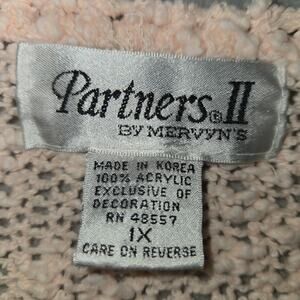 Partners® II
BY MERVYN'S
MADE IN KOREA
100% ACRYLIC
EXCLUSIVE OF
DECORATION
RN 48557
1X
CARE ON REVERSE